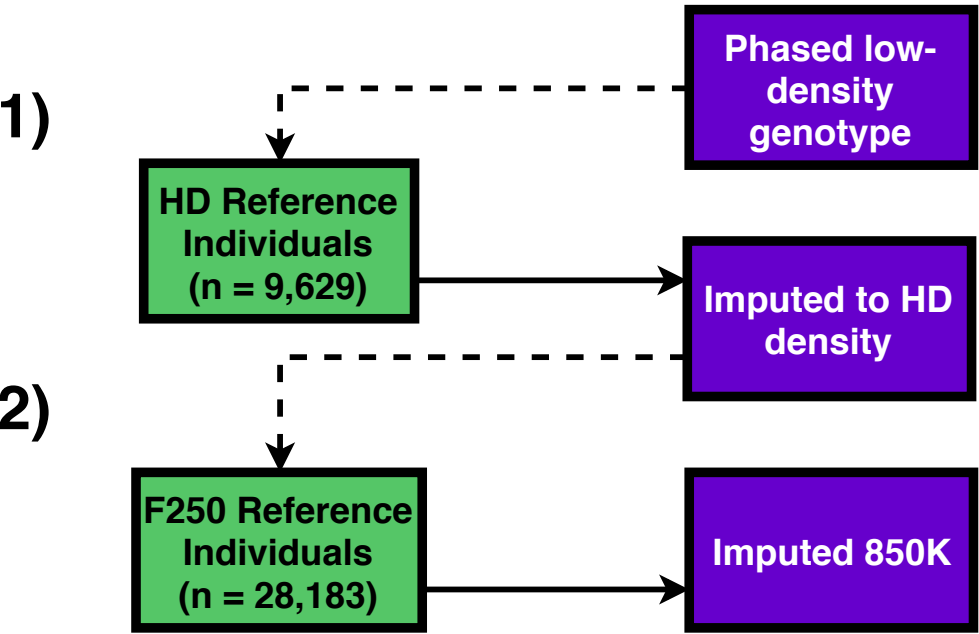 Phased low-
density
genotype
1)
HD Reference
Individuals
(n = 9,629)
Imputed to HD
density
2)
F250 Reference
Individuals
(n = 28,183)
Imputed 850K